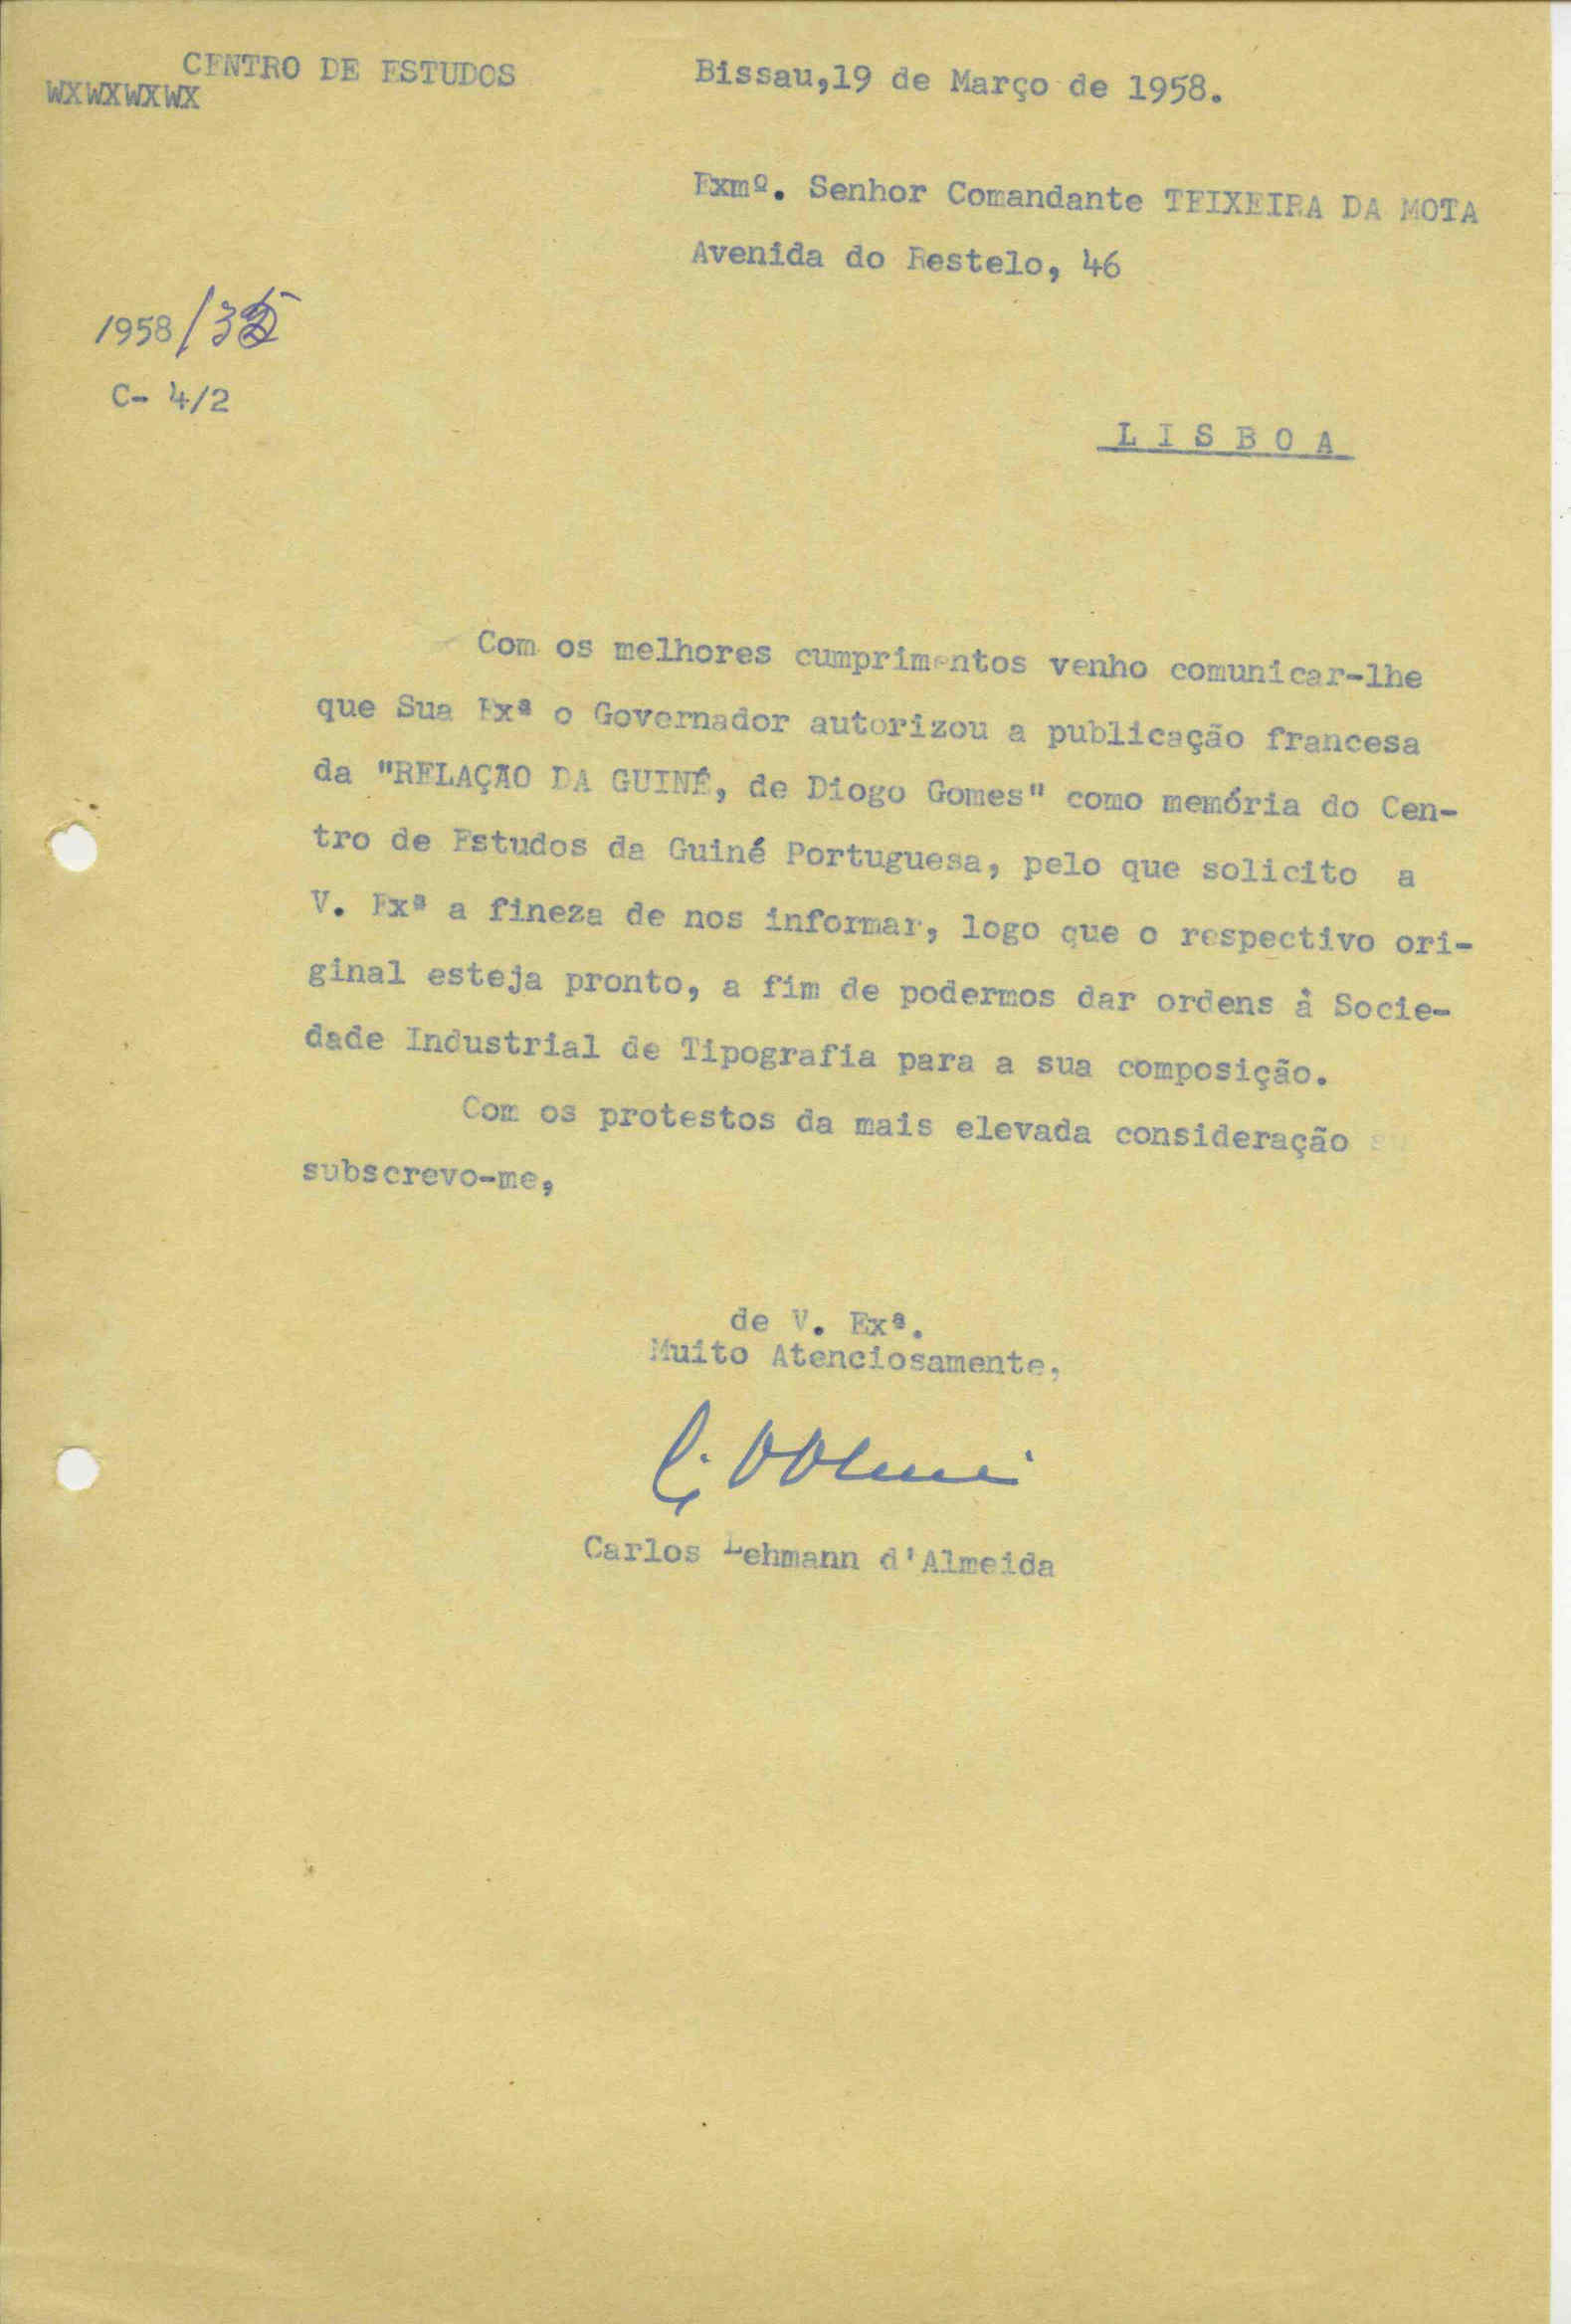 CENTRO DE ESTUDOS
WXWXWXWX
Bissau,19 de Março de 1958.
Exmº. Senhor Comandante TEIXEIRA DA MOTA
Avenida do Restelo, 46
1958/35
C- 4/2
L I S B O A
Com os melhores cumprimentos venho comunicar-lhe
que Sua Exª o Governador autorizou a publicação francesa
da "RELAÇÃO DA GUINÉ, de Diogo Gomes" como memória do Cen-
tro de Estudos da Guiné Portuguesa, pelo que solicito a
V. Exª a fineza de nos informar, logo que o respectivo ori-
ginal esteja pronto, a fim de podermos dar ordens à Socie-
dade Industrial de Tipografia para a sua composição.
Com os protestos da mais elevada consideração
subscrevo-me,
de V. Exª.
Muito Atenciosamente,
Carlos Lehmann d'Almeida